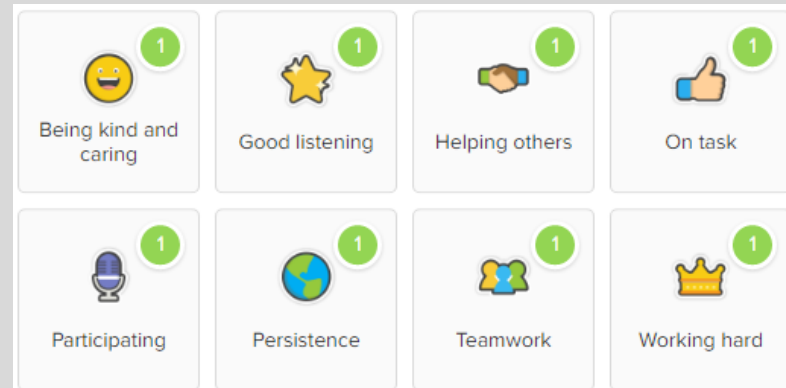 1
Being kind and
caring
1
Good listening
1
Helping others
1
On task
1
Participating
1
Persistence
1
Teamwork
1
Working hard